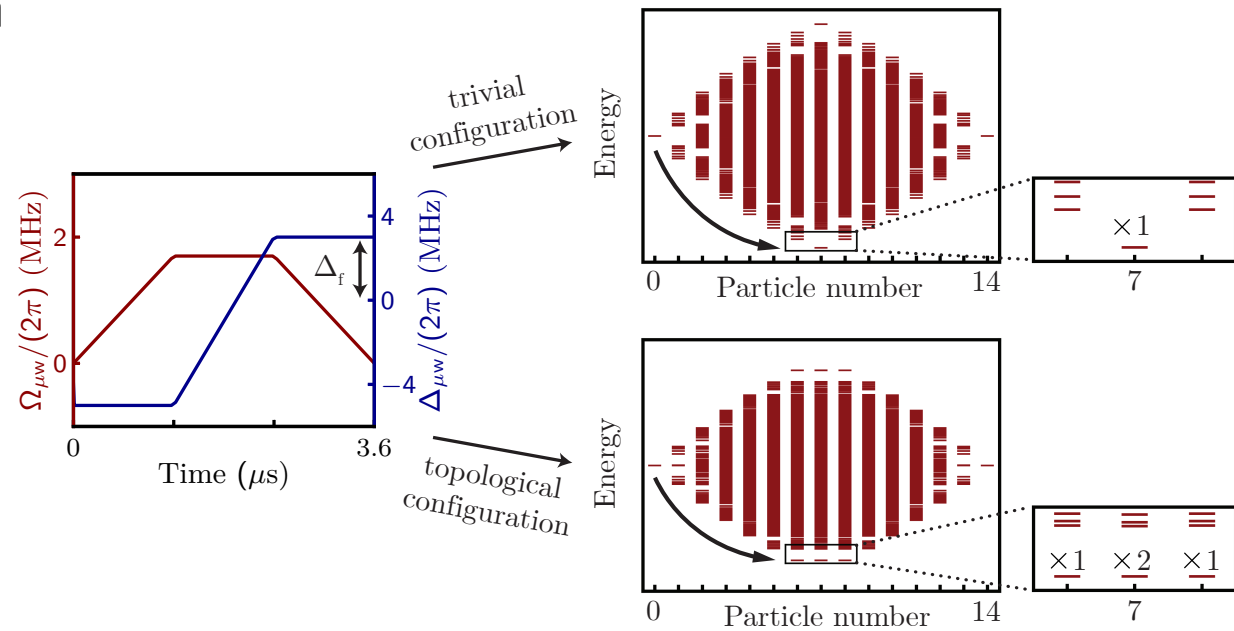 Ω_μw/(2π) (MHz)
2
0
Δ_f
4
0
−4
Δ_μw/(2π) (MHz)
0
3.6
Time (μs)
trivial
configuration
topological
configuration
Energy
0
14
Particle number
×1
7
Energy
0
14
Particle number
×1 ×2 ×1
7